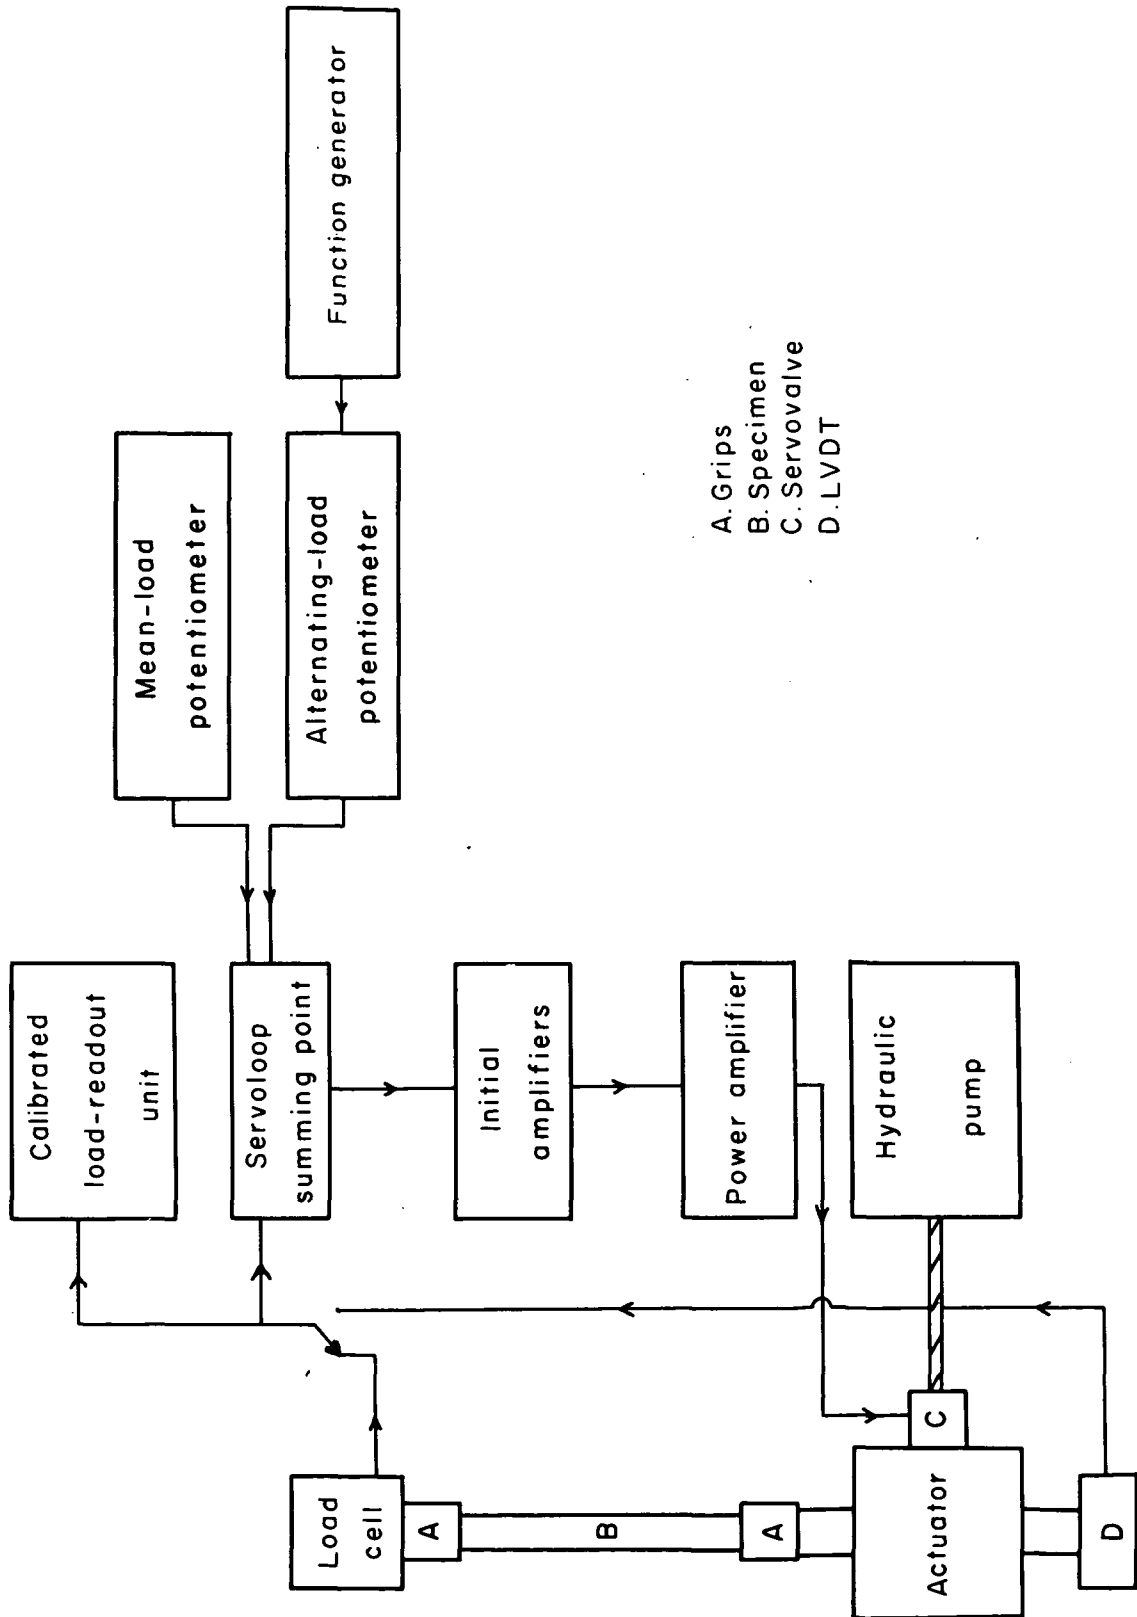 Load
cell
A
B
A
Actuator
C
D
Calibrated
load-readout
unit
Servoloop
summing point
Initial
amplifiers
Power amplifier
Hydraulic
pump
Mean-load
potentiometer
Alternating-load
potentiometer
Function generator
A. Grips
B. Specimen
C. Servovalve
D. LVDT